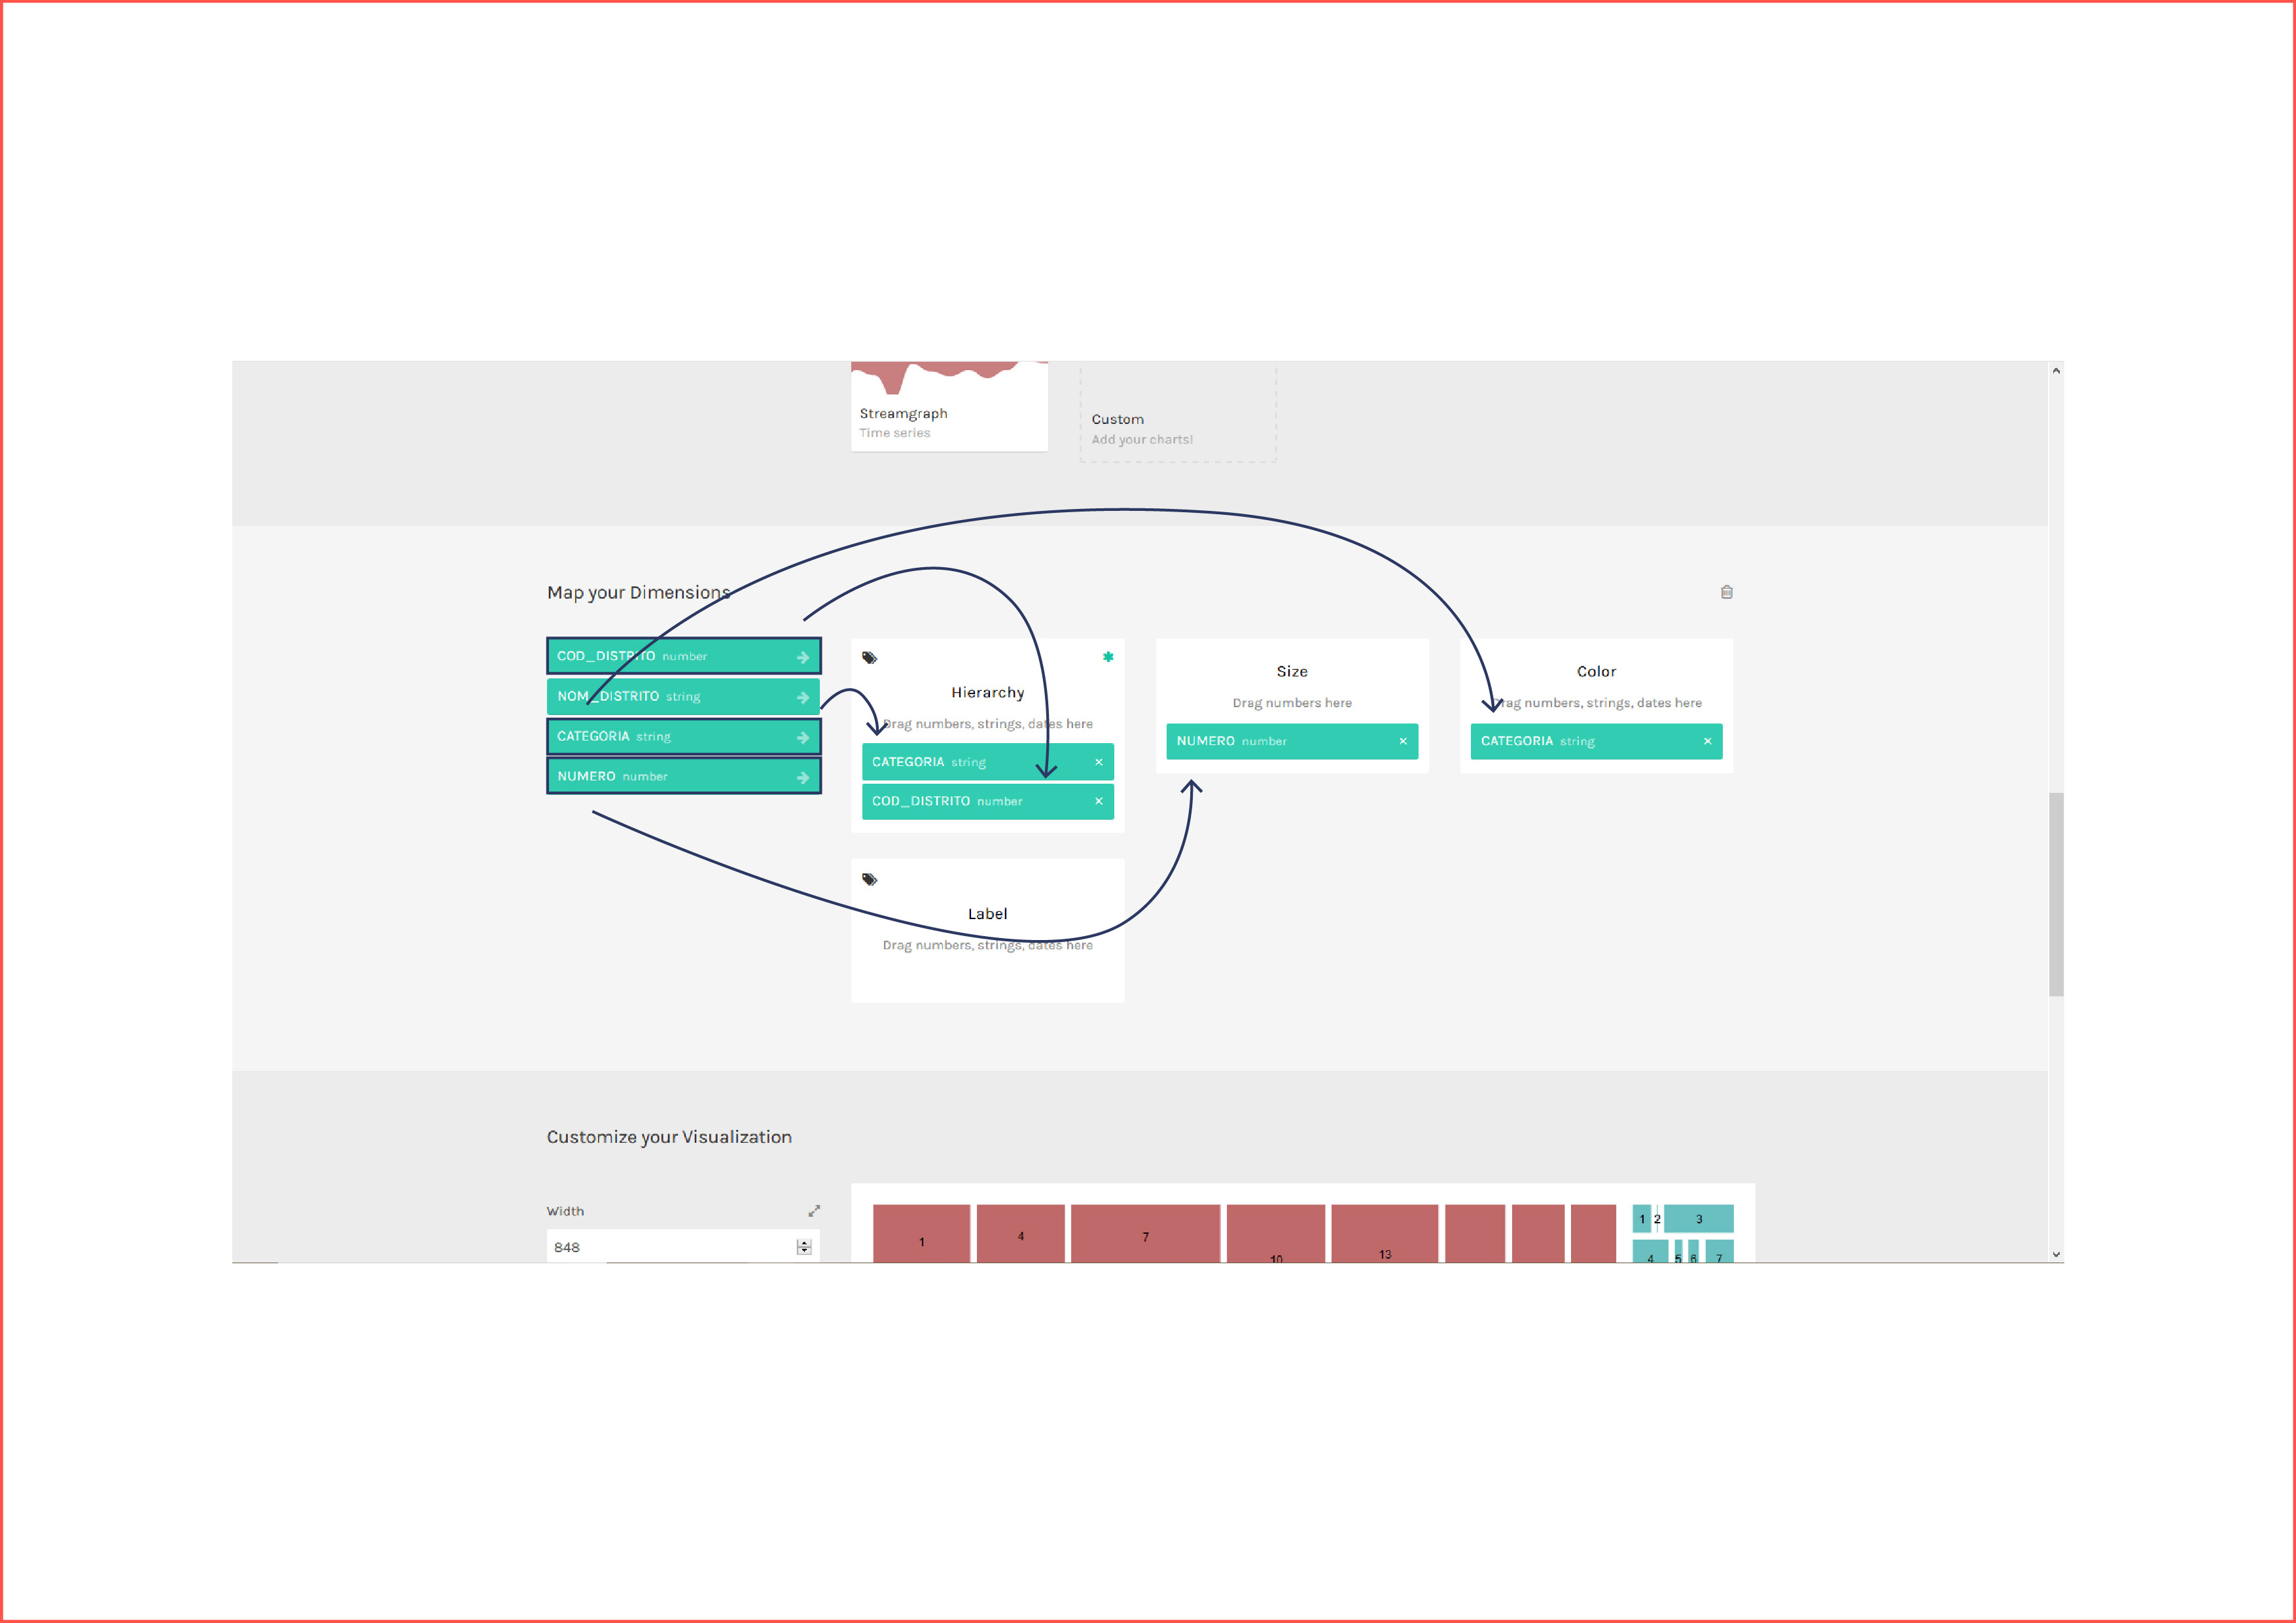 Streamgraph
Time series
Custom
Add your charts!
Map your Dimensions
COD_DISTRITO number
NOM_DISTRITO string
CATEGORIA string
NUMERO number
Hierarchy
Drag numbers, strings, dates here
CATEGORIA string ×
COD_DISTRITO number ×
Label
Drag numbers, strings, dates here
Size
Drag numbers here
NUMERO number ×
Color
Drag numbers, strings, dates here
CATEGORIA string ×
Customize your Visualization
Width
848
1 4 7 10 13
1 2 3
4 5 6 7